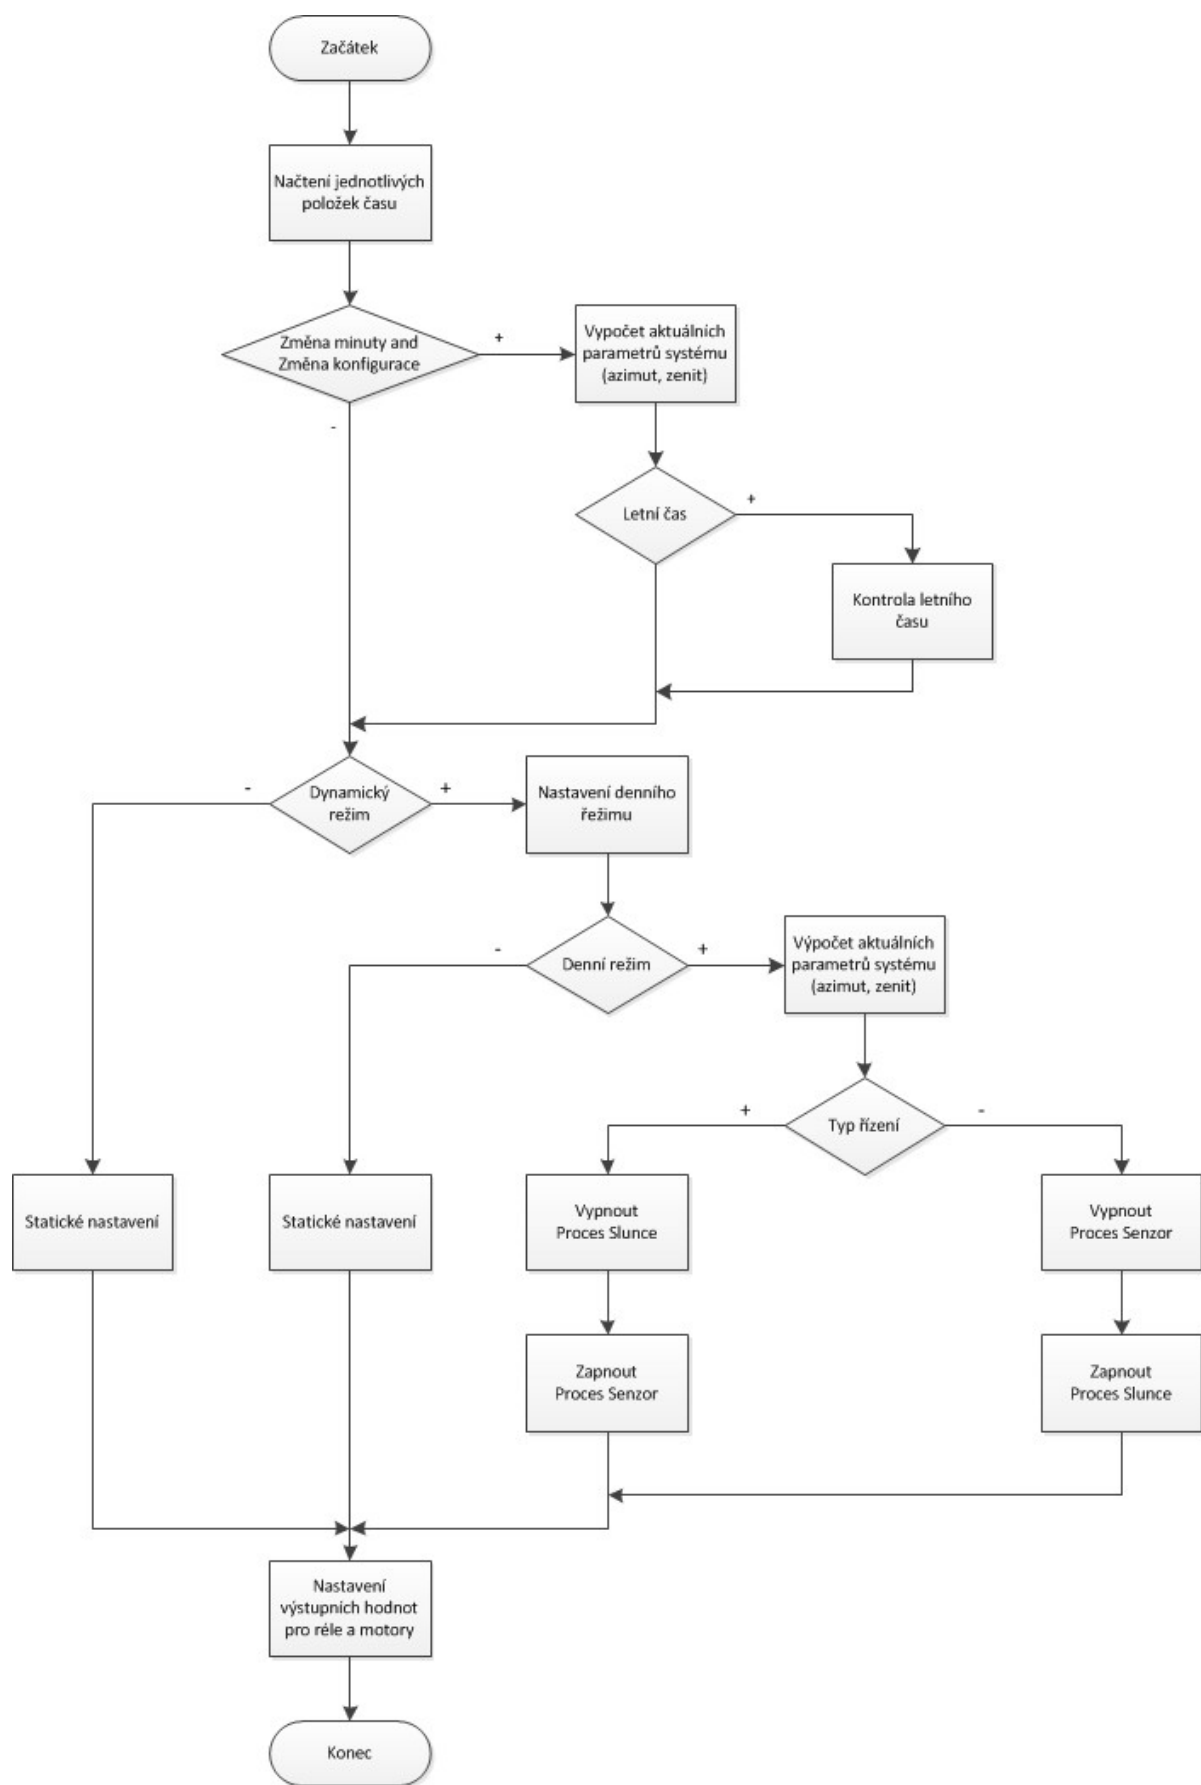 Začátek
Načtení jednotlivých
položek času
Změna minuty and
Změna konfigurace
+
-
Vypočet aktuálních
parametrů systému
(azimut, zenit)
Letní čas
+
Kontrola letního
času
Dynamický
režim
-
+
Nastavení denního
řežimu
Denní režim
-
+
Výpočet aktuálních
parametrů systému
(azimut, zenit)
Typ řízení
+
-
Statické nastavení
Statické nastavení
Vypnout
Proces Slunce
Vypnout
Proces Senzor
Zapnout
Proces Senzor
Zapnout
Proces Slunce
Nastavení
výstupních hodnot
pro réle a motory
Konec